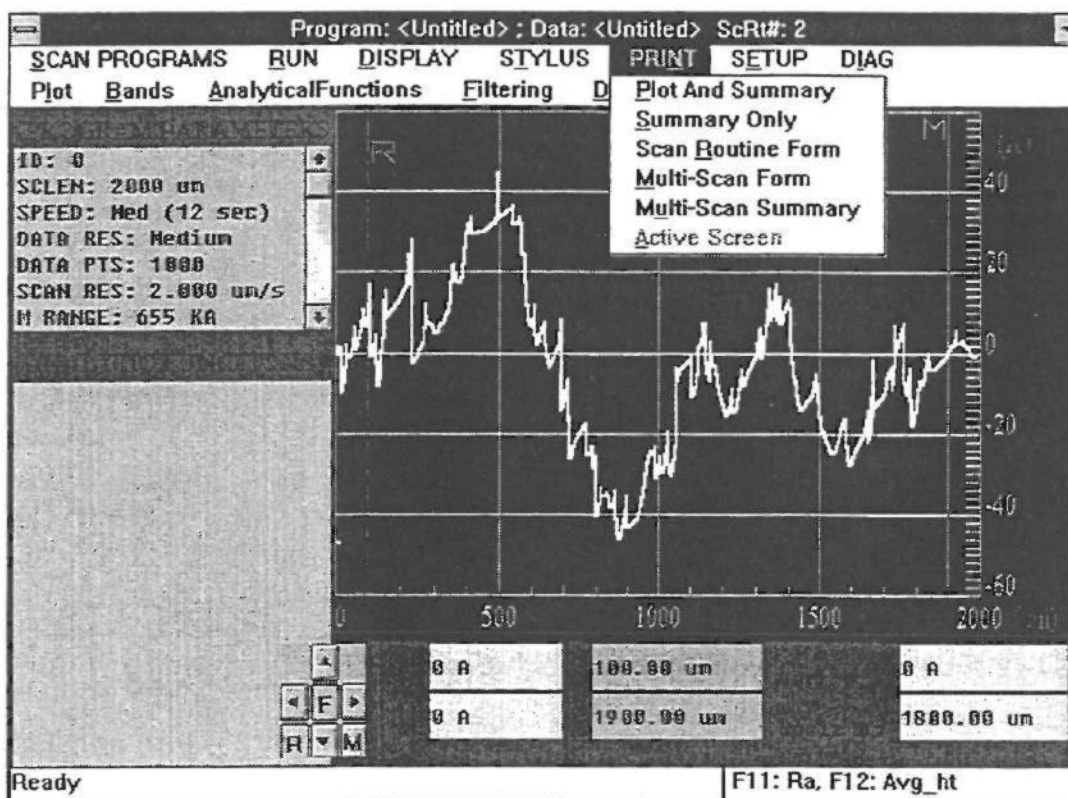 Program: <Untitled> ; Data: <Untitled> ScRt#: 2
SCAN PROGRAMS RUN DISPLAY STYLUS PRINT SETUP DIAG
Plot Bands AnalyticalFunctions Filtering D
Plot And Summary
Summary Only
Scan Routine Form
Multi-Scan Form
Multi-Scan Summary
Active Screen
PROGRAM PARAMETERS
ID: 0
SCLEN: 2000 um
SPEED: Med (12 sec)
DATA RES: Medium
DATA PTS: 1000
SCAN RES: 2.000 um/s
M RANGE: 655 KA
R M
40
20
0
-20
-40
-60
0 500 1000 1500 2000
0 A 100.00 um 0 A
0 A 1900.00 um 1800.00 um
F
R M
Ready F11: Ra, F12: Avg_ht